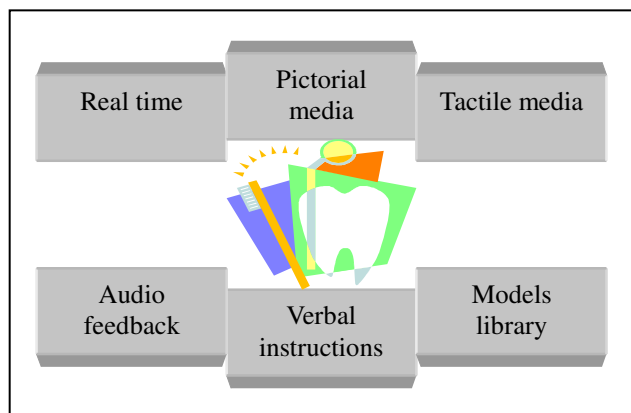 Real time
Pictorial
media
Tactile media
Audio
feedback
Verbal
instructions
Models
library